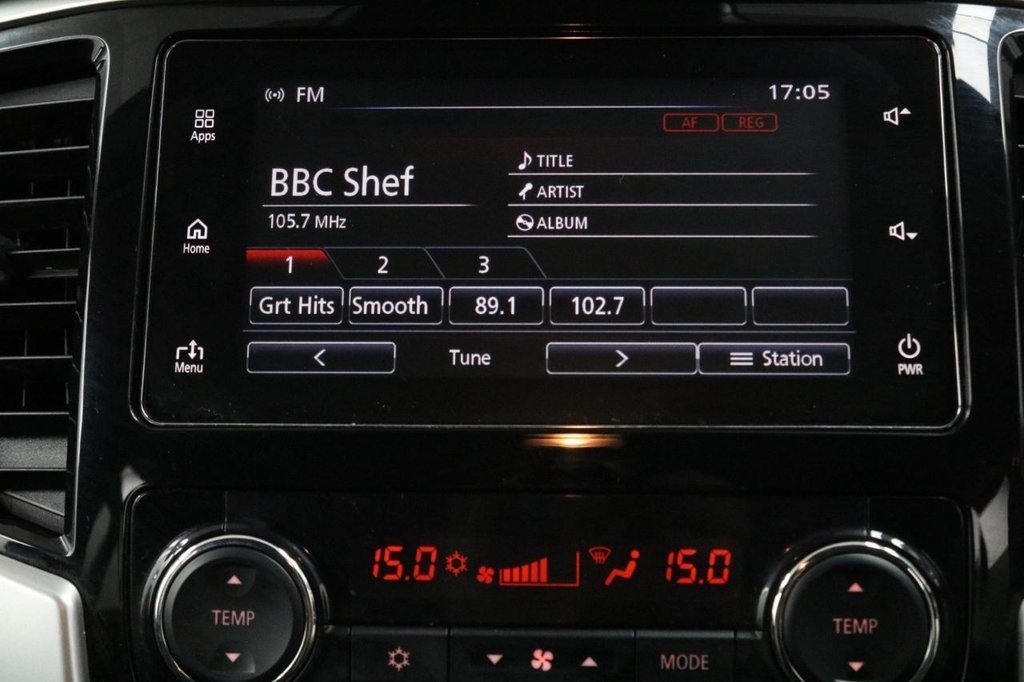 FM 17:05
AF REG
Apps
BBC Shef
TITLE
105.7 MHz
ARTIST
ALBUM
Home
1 2 3
Grt Hits Smooth 89.1 102.7
< Tune > Station
Menu
PWR
15.0 15.0
TEMP TEMP
MODE